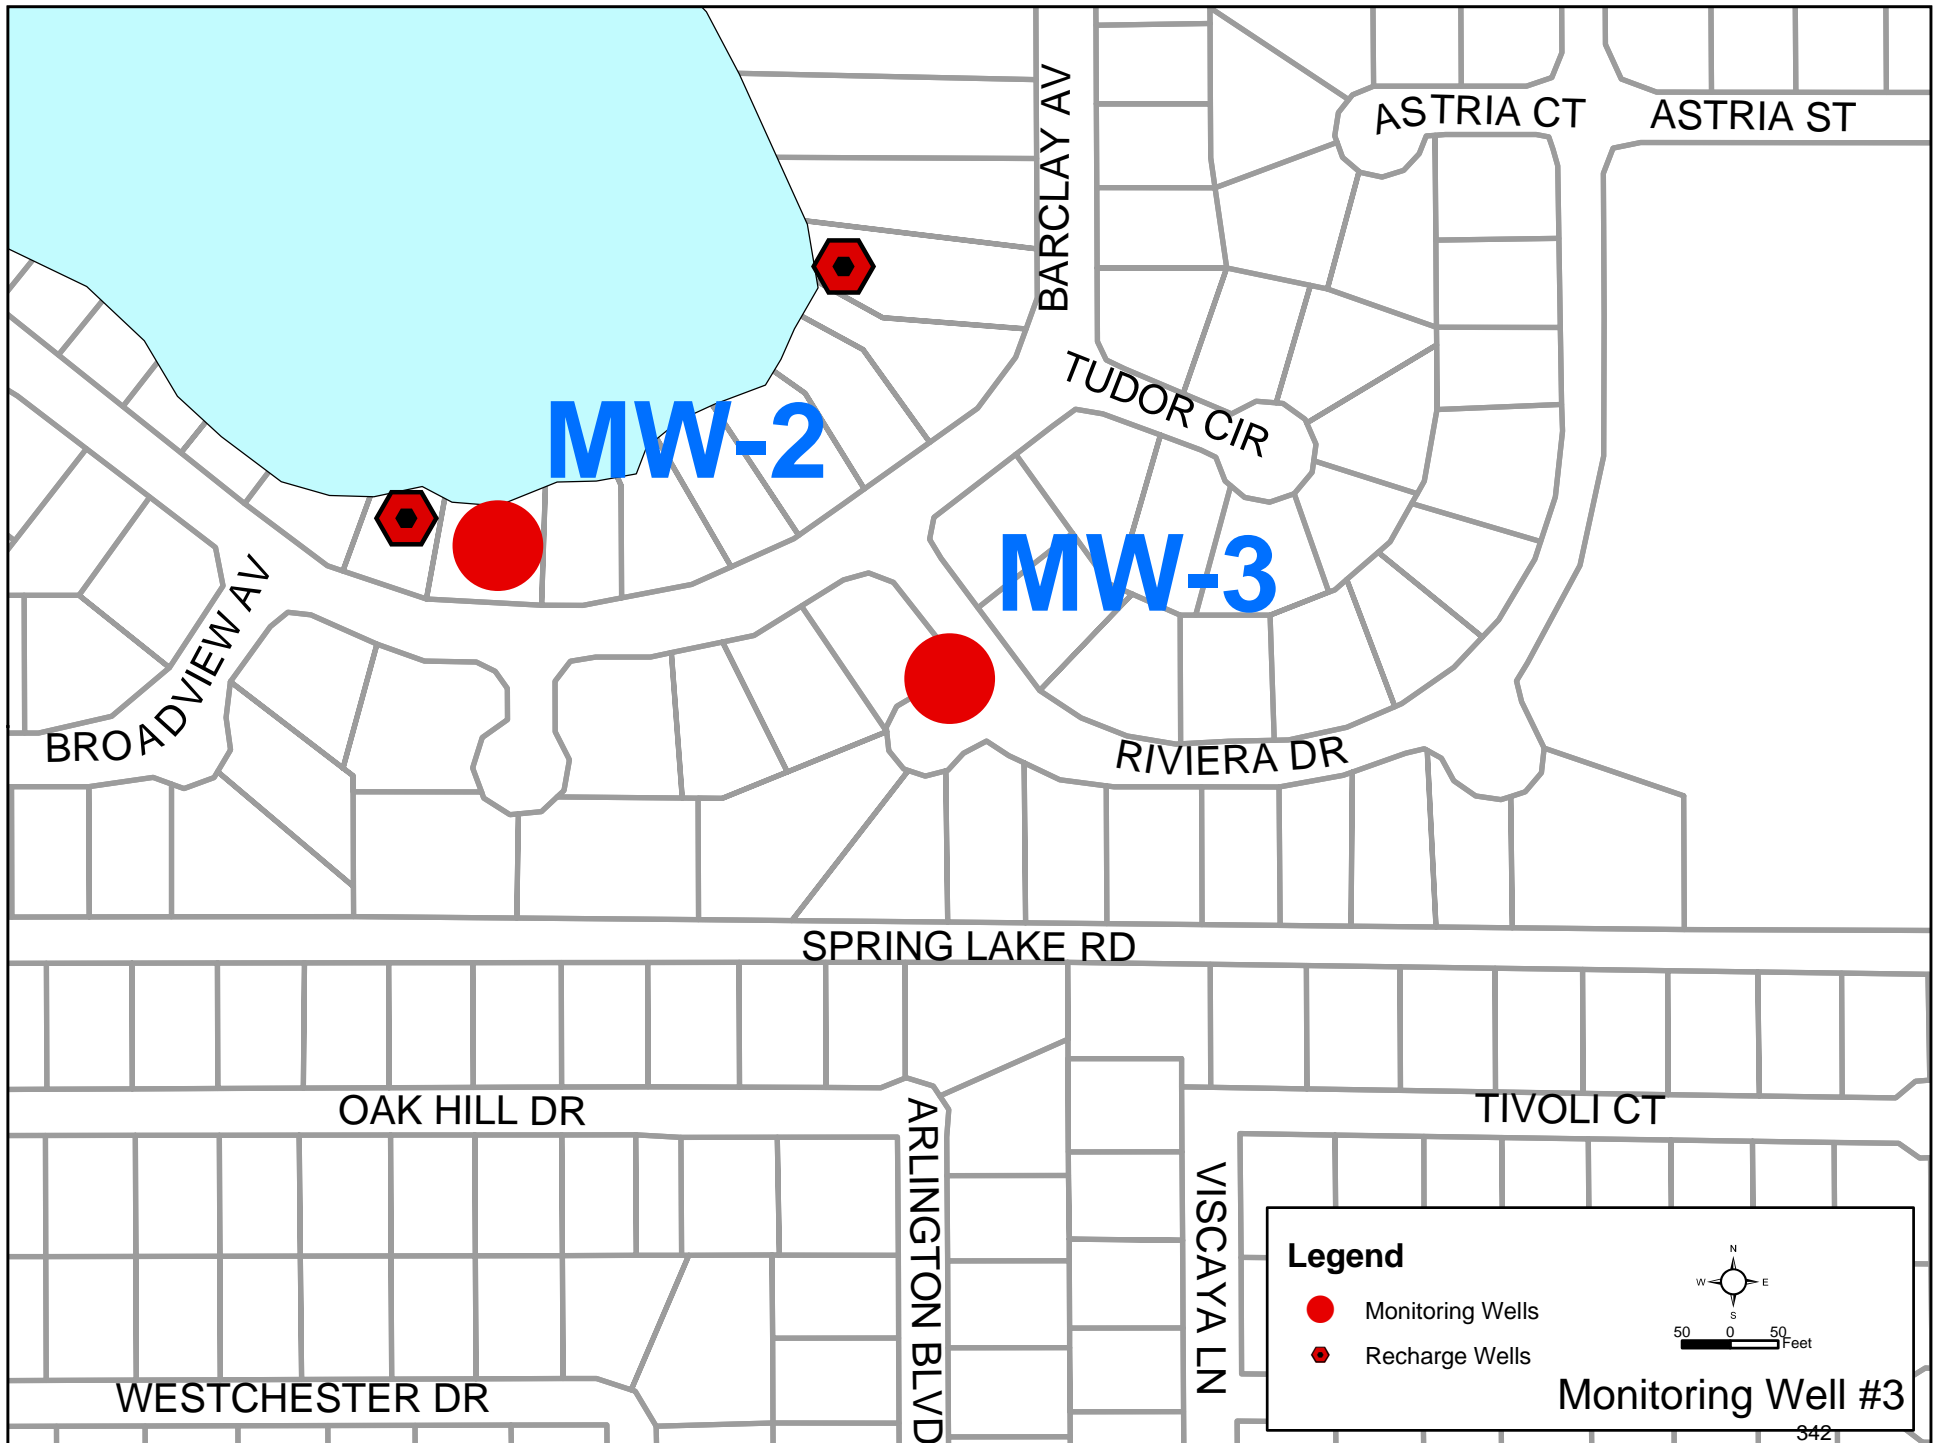 BARCLAY AV
ASTRIA CT
ASTRIA ST
TUDOR CIR
MW-2
MW-3
BROADVIEW AV
RIVIERA DR
SPRING LAKE RD
OAK HILL DR
ARLINGTON BLVD
TIVOLI CT
VISCAYA LN
WESTCHESTER DR
Legend
Monitoring Wells
Recharge Wells
N
W E
S
50 0 50
Feet
Monitoring Well #3
342